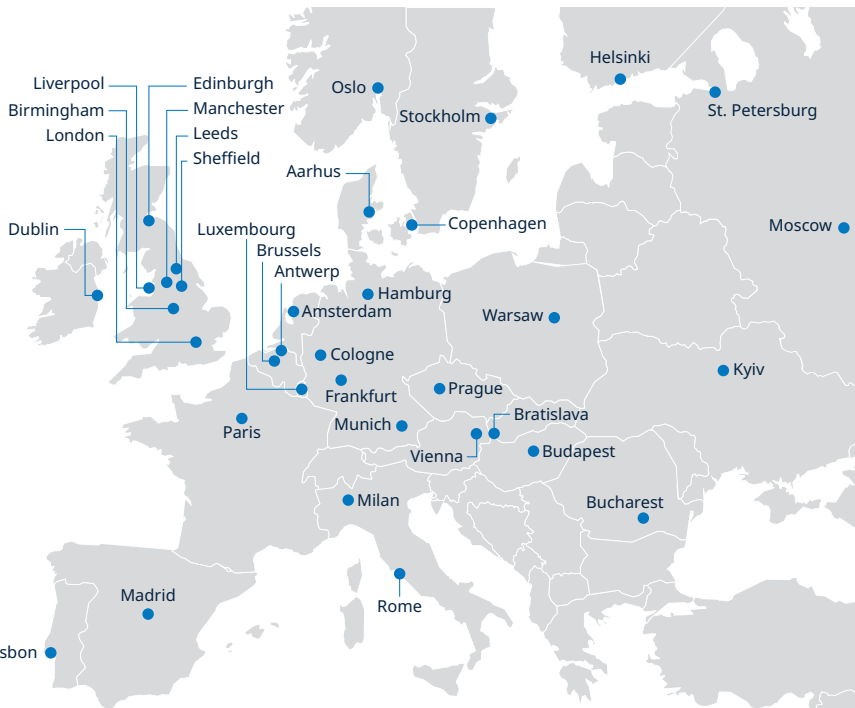 Helsinki
Liverpool
Edinburgh
Oslo
Birmingham
Manchester
St. Petersburg
Stockholm
London
Leeds
Sheffield
Aarhus
Dublin
Luxembourg
Copenhagen
Moscow
Brussels
Antwerp
Hamburg
Amsterdam
Warsaw
Cologne
Kyiv
Frankfurt
Prague
Bratislava
Paris
Munich
Vienna
Budapest
Milan
Bucharest
Madrid
Rome
sbon